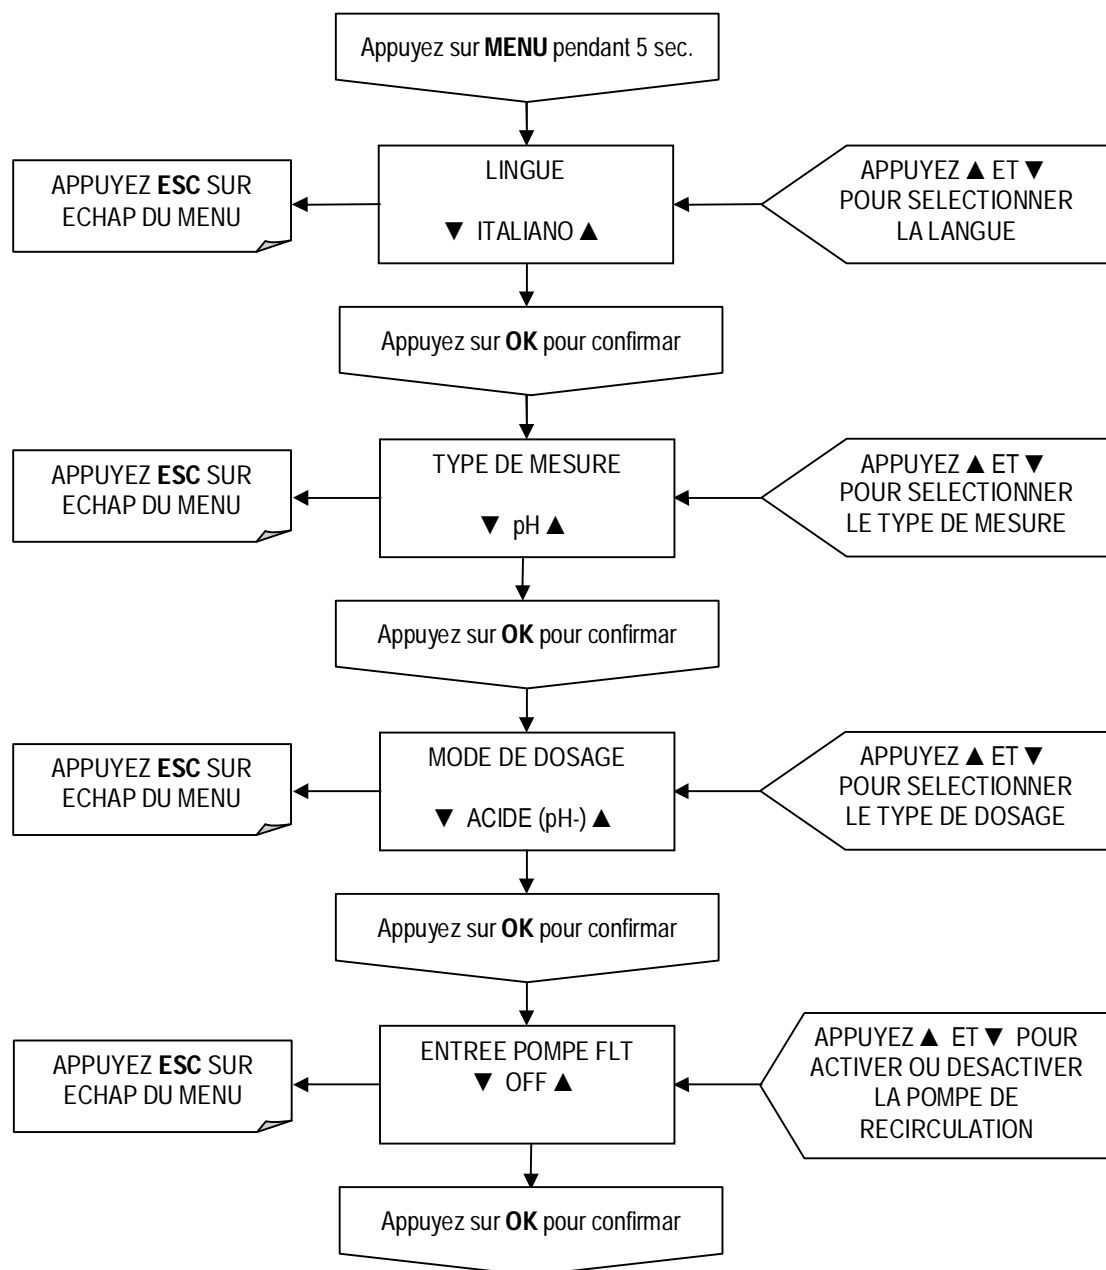 Appuyez sur MENU pendant 5 sec.
APPUYEZ ESC SUR
ECHAP DU MENU
LINGUE
▼ ITALIANO ▲
APPUYEZ ▲ ET ▼
POUR SELECTIONNER
LA LANGUE
Appuyez sur OK pour confirmar
APPUYEZ ESC SUR
ECHAP DU MENU
TYPE DE MESURE
▼ pH ▲
APPUYEZ ▲ ET ▼
POUR SELECTIONNER
LE TYPE DE MESURE
Appuyez sur OK pour confirmar
APPUYEZ ESC SUR
ECHAP DU MENU
MODE DE DOSAGE
▼ ACIDE (pH-) ▲
APPUYEZ ▲ ET ▼
POUR SELECTIONNER
LE TYPE DE DOSAGE
Appuyez sur OK pour confirmar
APPUYEZ ESC SUR
ECHAP DU MENU
ENTREE POMPE FLT
▼ OFF ▲
APPUYEZ ▲ ET ▼ POUR
ACTIVER OU DESACTIVER
LA POMPE DE
RECIRCULATION
Appuyez sur OK pour confirmar